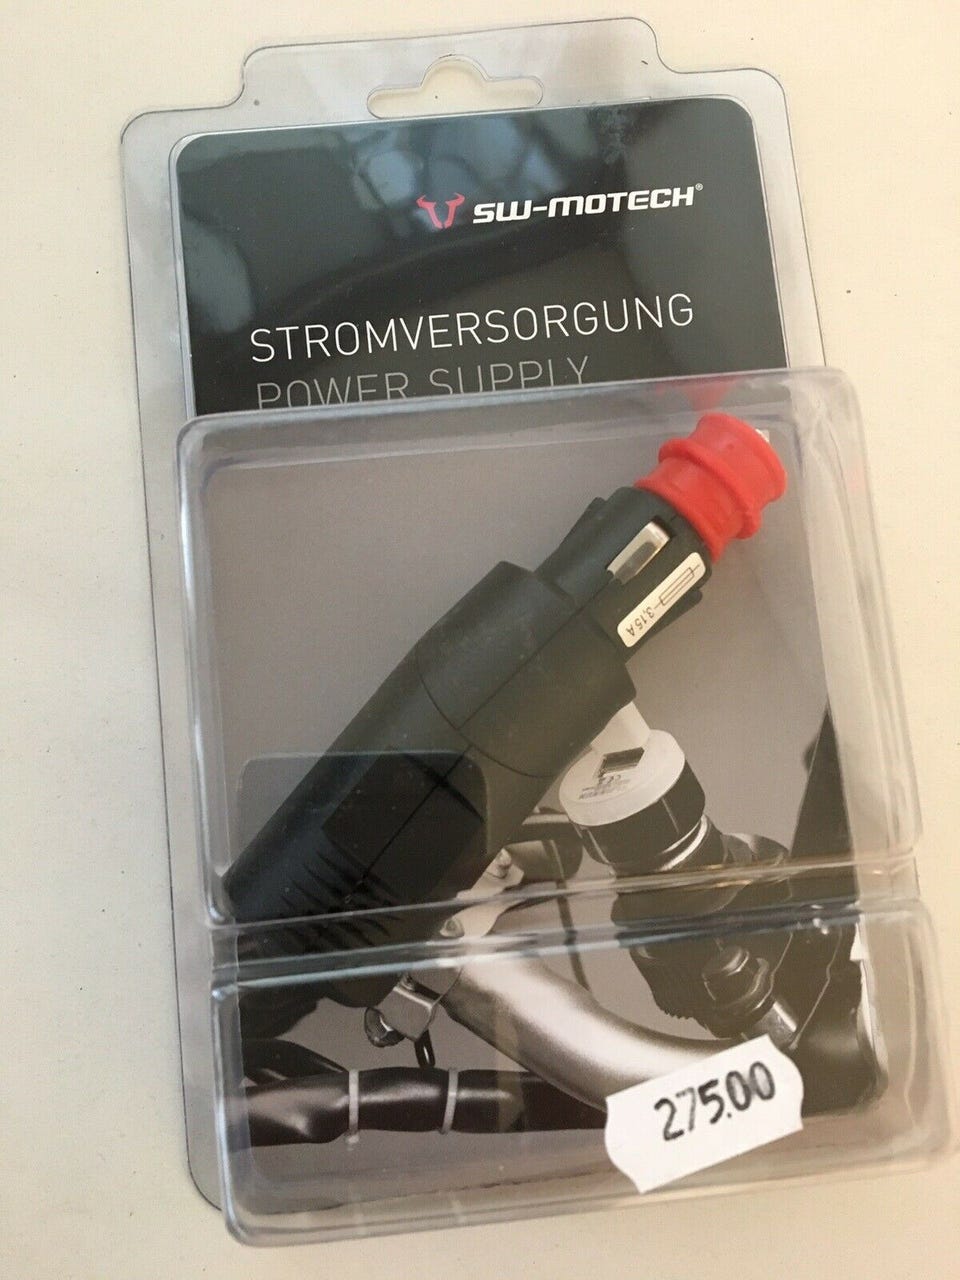 SW-MOTECH®
STROMVERSORGUNG
POWER SUPPLY
3,15A
275.00